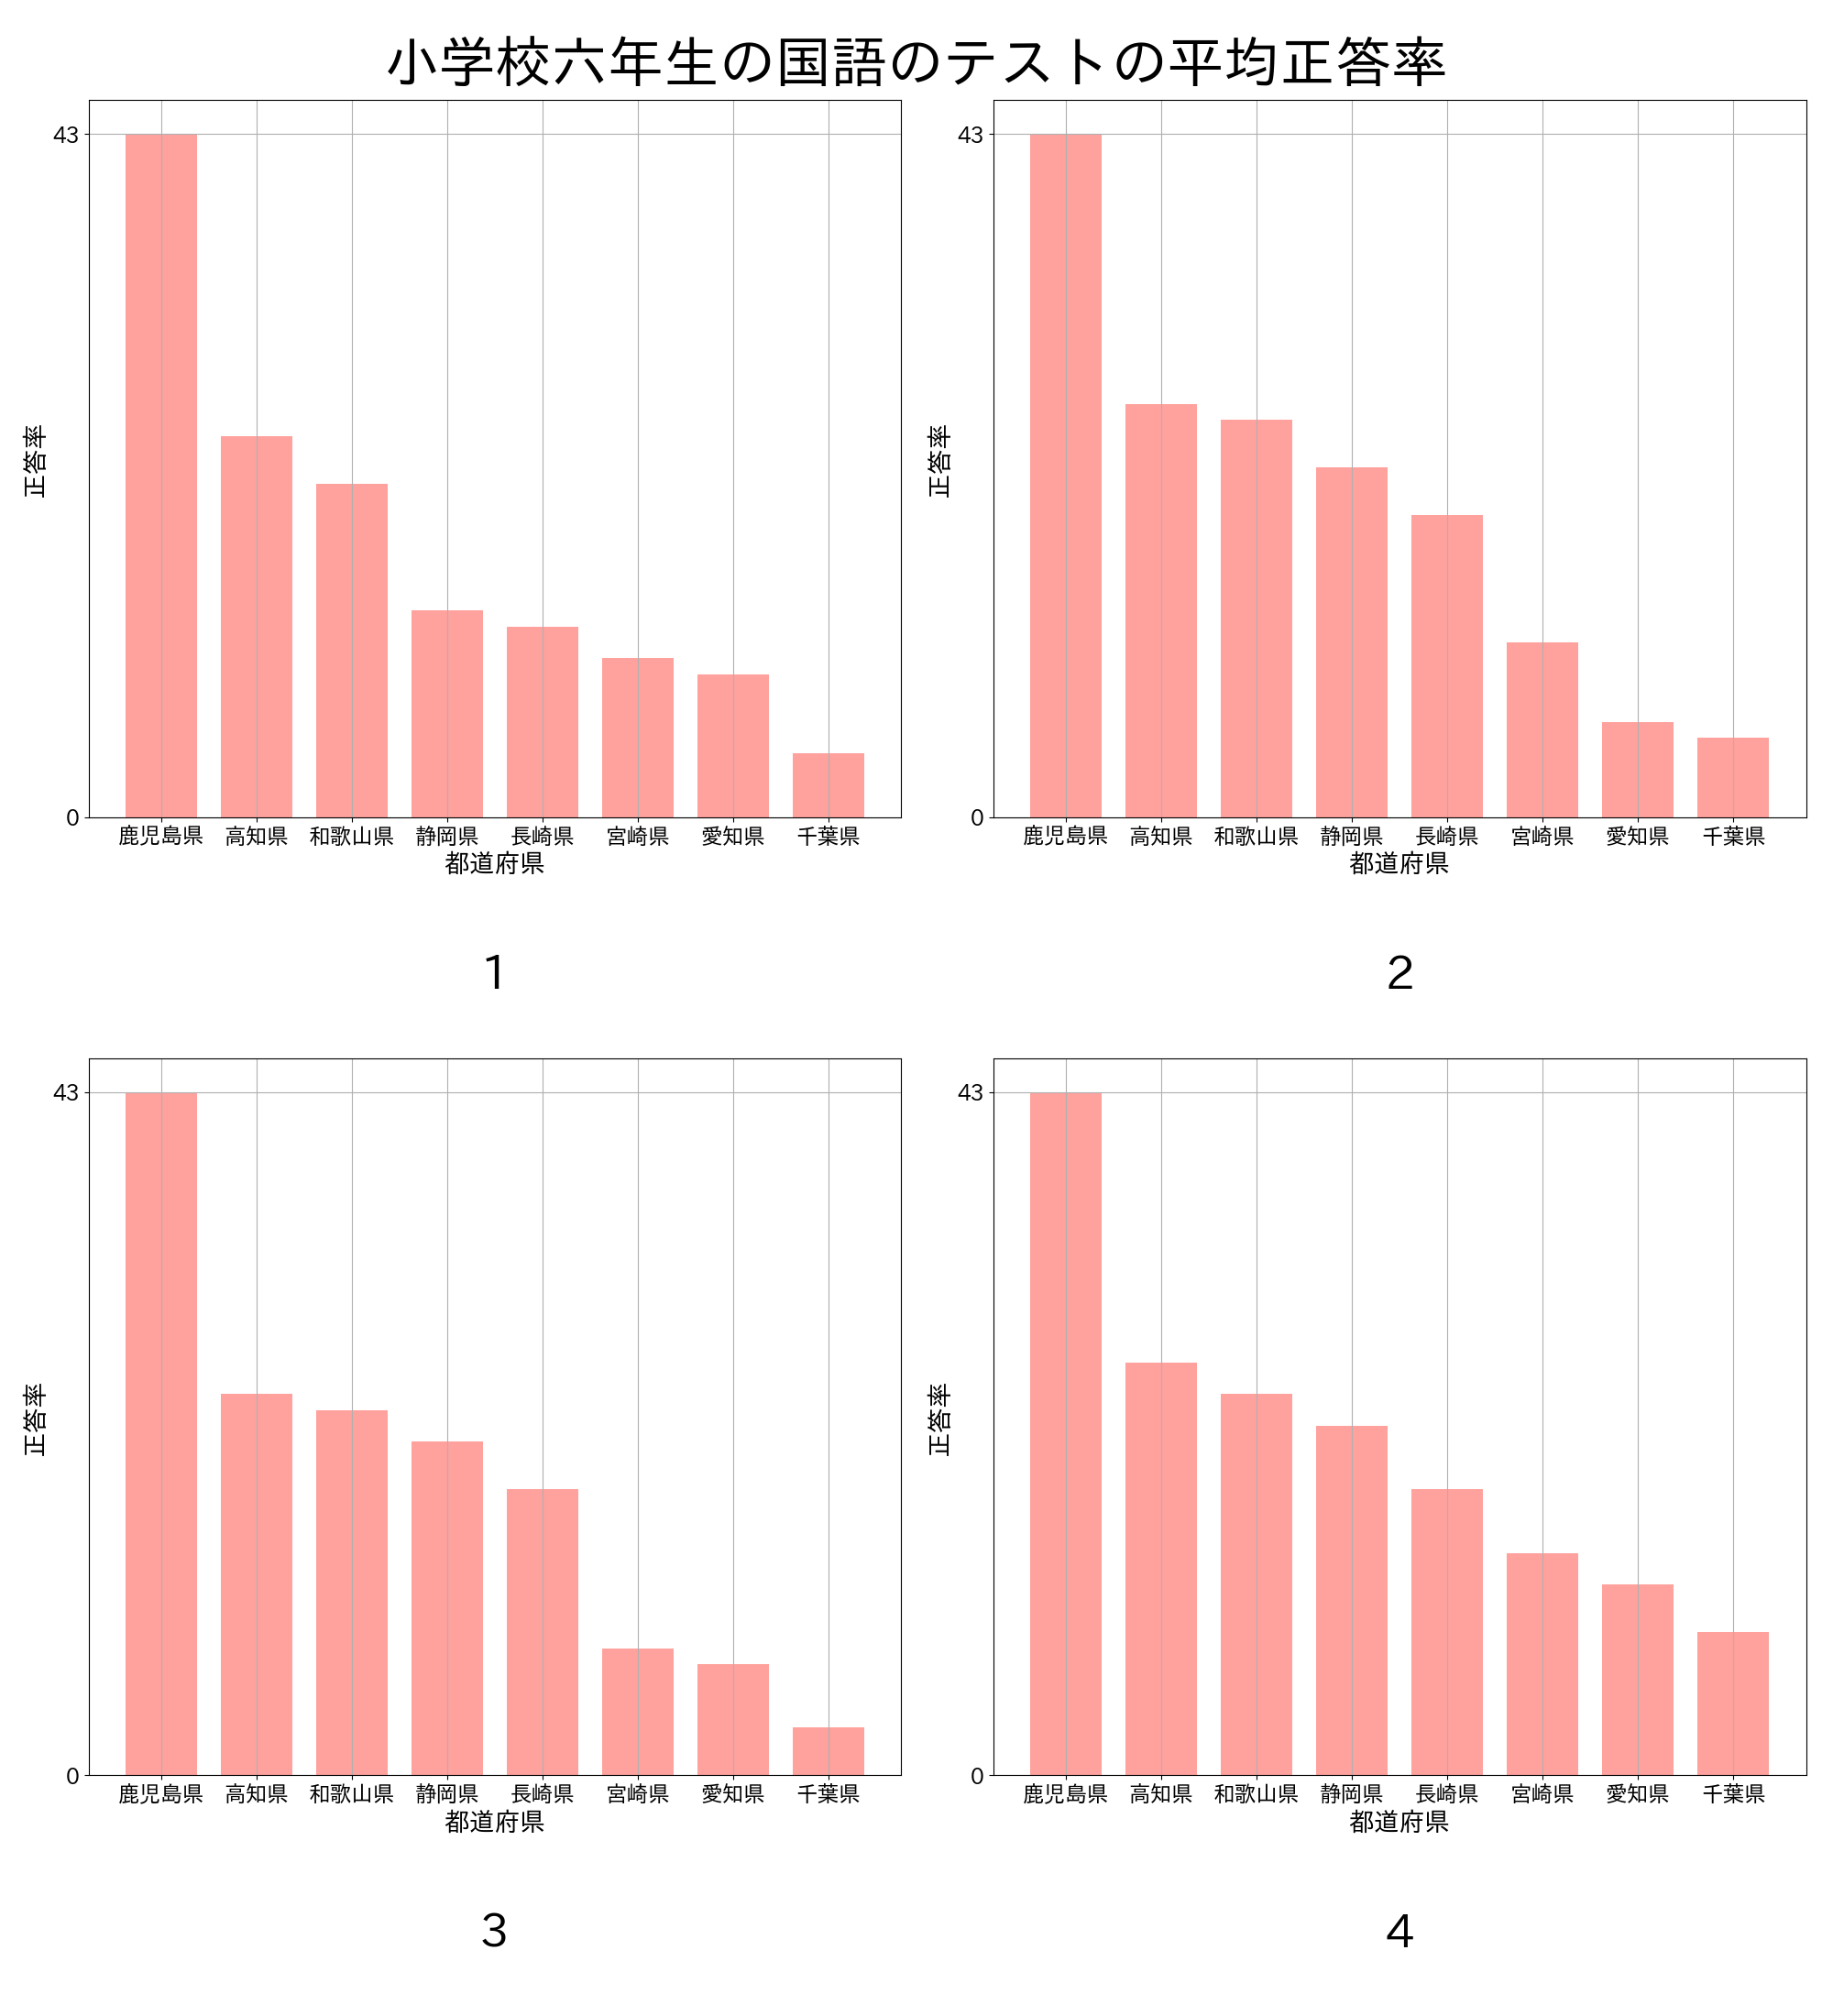 小学校六年生の国語のテストの平均正答率
43
0
正答率
鹿児島県 高知県 和歌山県 静岡県 長崎県 宮崎県 愛知県 千葉県
都道府県
1
43
0
正答率
鹿児島県 高知県 和歌山県 静岡県 長崎県 宮崎県 愛知県 千葉県
都道府県
2
43
0
正答率
鹿児島県 高知県 和歌山県 静岡県 長崎県 宮崎県 愛知県 千葉県
都道府県
3
43
0
正答率
鹿児島県 高知県 和歌山県 静岡県 長崎県 宮崎県 愛知県 千葉県
都道府県
4